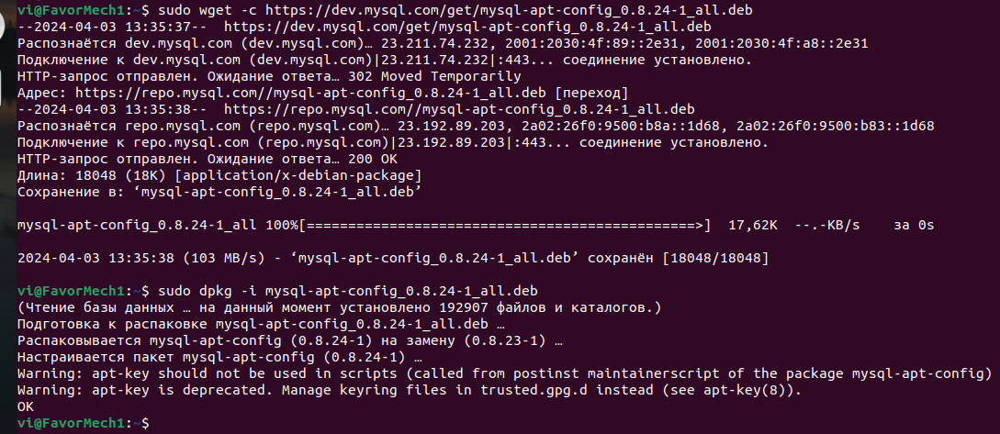 vi@FavorMech1:~$ sudo wget -c https://dev.mysql.com/get/mysql-apt-config_0.8.24-1_all.deb
--2024-04-03 13:35:37--  https://dev.mysql.com/get/mysql-apt-config_0.8.24-1_all.deb
Распознаётся dev.mysql.com (dev.mysql.com)… 23.211.74.232, 2001:2030:4f:89::2e31, 2001:2030:4f:a8::2e31
Подключение к dev.mysql.com (dev.mysql.com)|23.211.74.232|:443... соединение установлено.
HTTP-запрос отправлен. Ожидание ответа… 302 Moved Temporarily
Адрес: https://repo.mysql.com//mysql-apt-config_0.8.24-1_all.deb [переход]
--2024-04-03 13:35:38--  https://repo.mysql.com//mysql-apt-config_0.8.24-1_all.deb
Распознаётся repo.mysql.com (repo.mysql.com)… 23.192.89.203, 2a02:26f0:9500:b8a::1d68, 2a02:26f0:9500:b83::1d68
Подключение к repo.mysql.com (repo.mysql.com)|23.192.89.203|:443... соединение установлено.
HTTP-запрос отправлен. Ожидание ответа… 200 OK
Длина: 18048 (18K) [application/x-debian-package]
Сохранение в: ‘mysql-apt-config_0.8.24-1_all.deb’
mysql-apt-config_0.8.24-1_all 100%[===============================================>]  17,62K  --.-KB/s    за 0s
2024-04-03 13:35:38 (103 MB/s) - ‘mysql-apt-config_0.8.24-1_all.deb’ сохранён [18048/18048]
vi@FavorMech1:~$ sudo dpkg -i mysql-apt-config_0.8.24-1_all.deb
(Чтение базы данных … на данный момент установлено 192907 файлов и каталогов.)
Подготовка к распаковке mysql-apt-config_0.8.24-1_all.deb …
Распаковывается mysql-apt-config (0.8.24-1) на замену (0.8.23-1) …
Настраивается пакет mysql-apt-config (0.8.24-1) …
Warning: apt-key should not be used in scripts (called from postinst maintainerscript of the package mysql-apt-config)
Warning: apt-key is deprecated. Manage keyring files in trusted.gpg.d instead (see apt-key(8)).
OK
vi@FavorMech1:~$